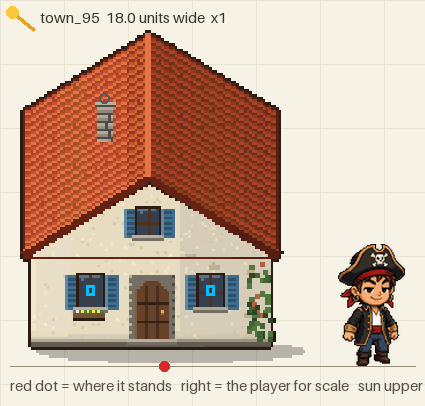 town_95 18.0 units wide x1
red dot = where it stands right = the player for scale sun upper